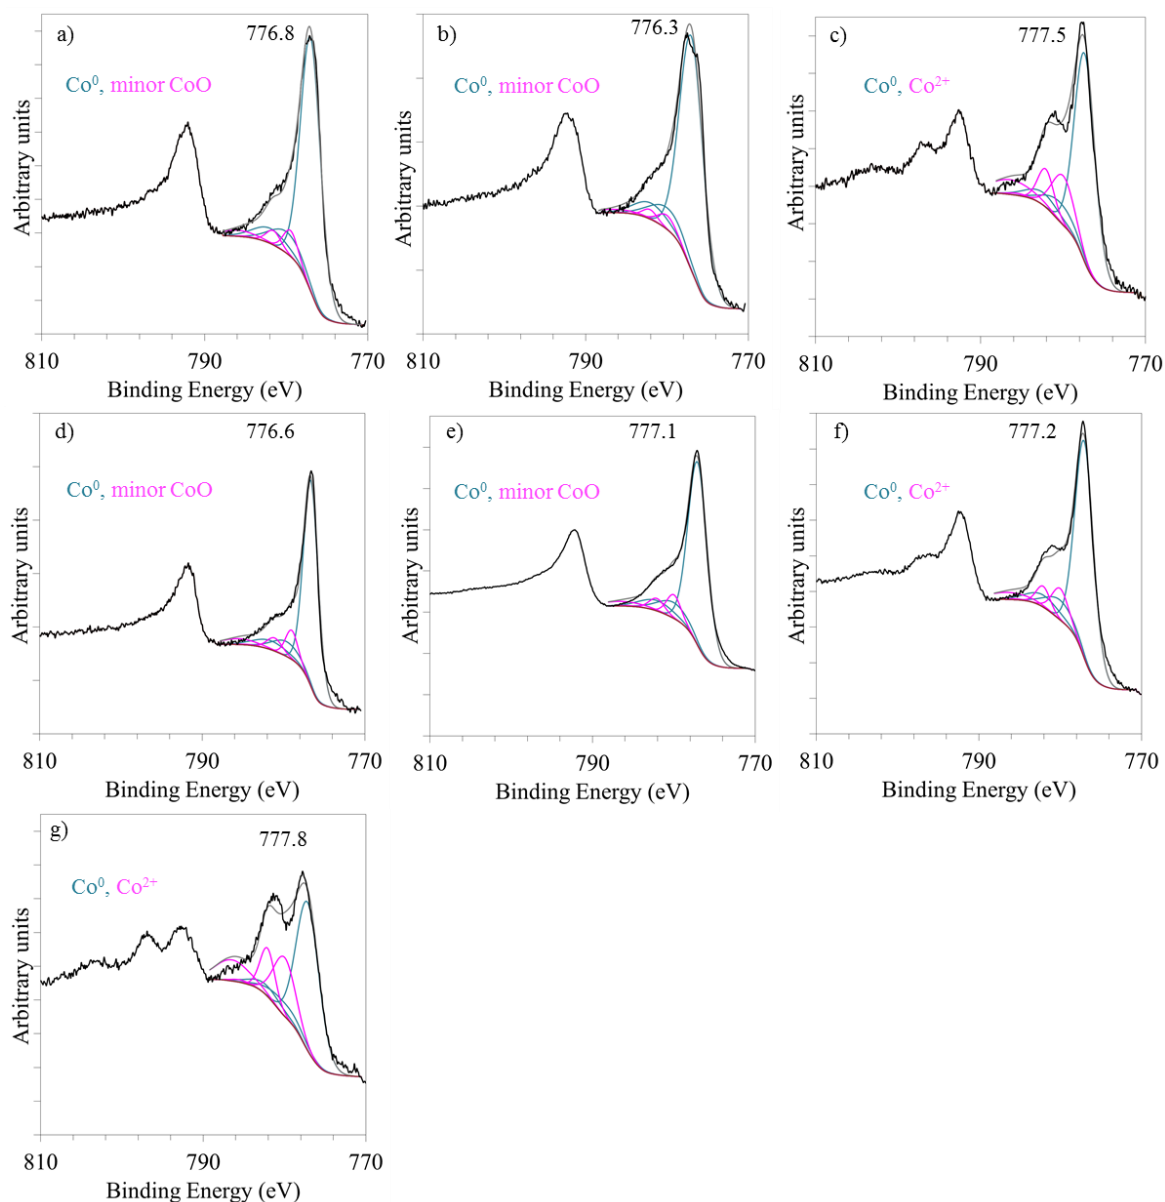 a)
776.8
Co⁰, minor CoO
Arbitrary units
810 790 770
Binding Energy (eV)
b)
776.3
Co⁰, minor CoO
Arbitrary units
810 790 770
Binding Energy (eV)
c)
777.5
Co⁰, Co²⁺
Arbitrary units
810 790 770
Binding Energy (eV)
d)
776.6
Co⁰, minor CoO
Arbitrary units
810 790 770
Binding Energy (eV)
e)
777.1
Co⁰, minor CoO
Arbitrary units
810 790 770
Binding Energy (eV)
f)
777.2
Co⁰, Co²⁺
Arbitrary units
810 790 770
Binding Energy (eV)
g)
777.8
Co⁰, Co²⁺
Arbitrary units
810 790 770
Binding Energy (eV)